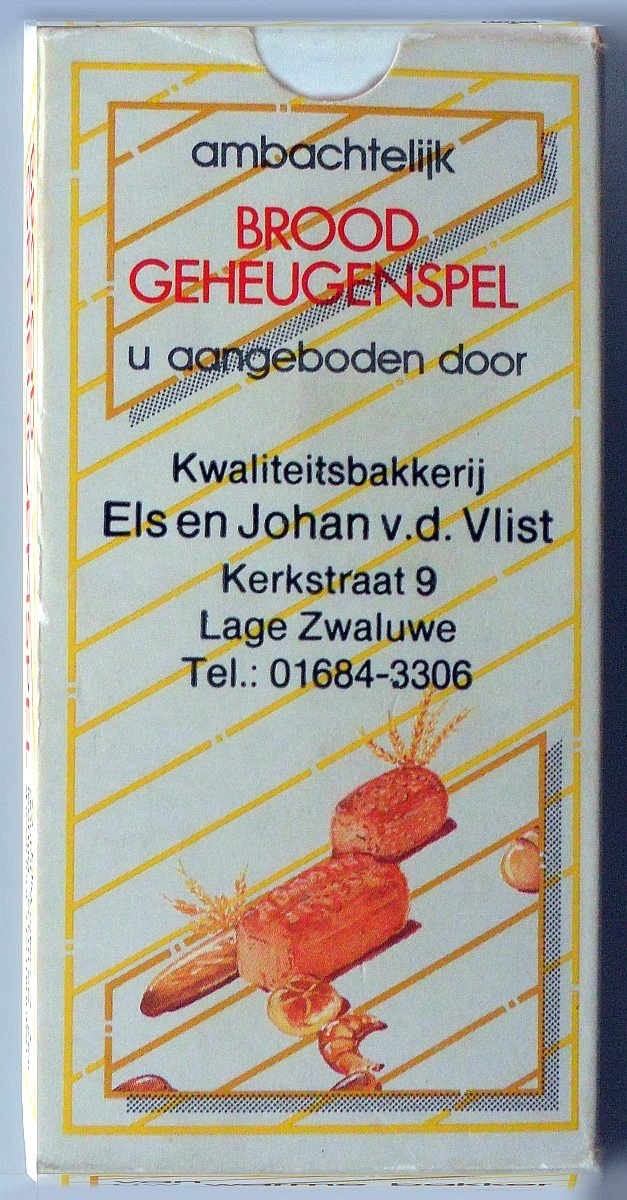 ambachtelijk
BROOD
GEHEUGENSPEL
u aangeboden door
Kwaliteitsbakkerij
Els en Johan v.d. Vlist
Kerkstraat 9
Lage Zwaluwe
Tel.: 01684-3306